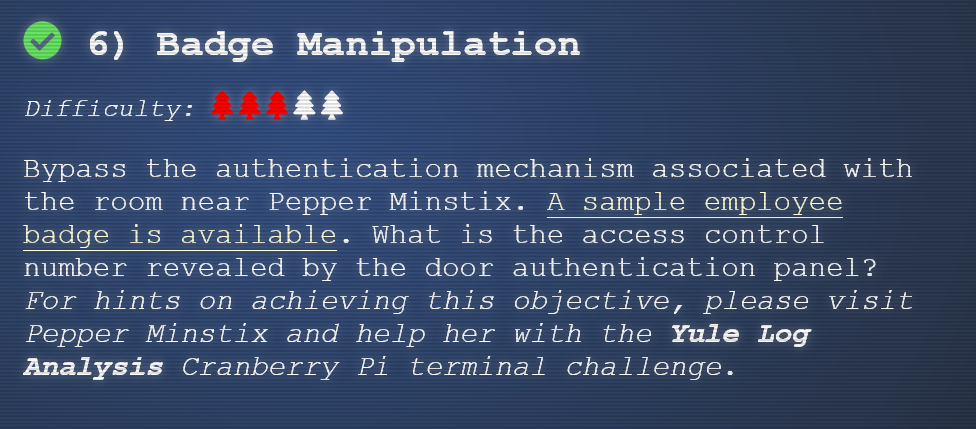 6) Badge Manipulation
Difficulty:
Bypass the authentication mechanism associated with
the room near Pepper Minstix. A sample employee
badge is available. What is the access control
number revealed by the door authentication panel?
For hints on achieving this objective, please visit
Pepper Minstix and help her with the Yule Log
Analysis Cranberry Pi terminal challenge.